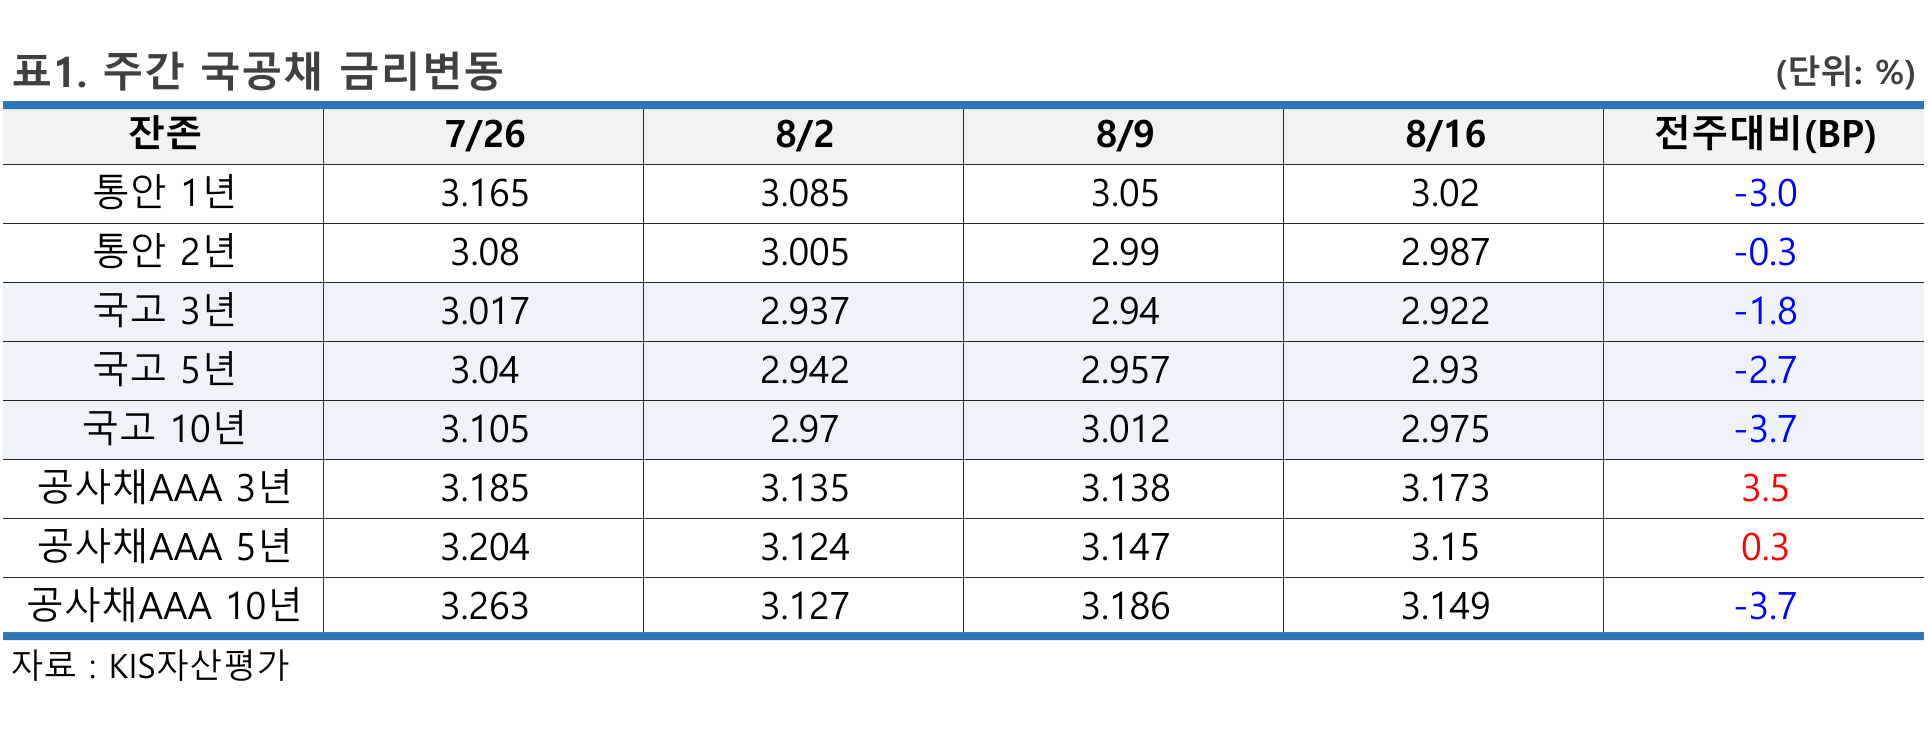 표1. 주간 국공채 금리변동 (단위: %)
잔존 7/26 8/2 8/9 8/16 전주대비(BP)
통안 1년 3.165 3.085 3.05 3.02 -3.0
통안 2년 3.08 3.005 2.99 2.987 -0.3
국고 3년 3.017 2.937 2.94 2.922 -1.8
국고 5년 3.04 2.942 2.957 2.93 -2.7
국고 10년 3.105 2.97 3.012 2.975 -3.7
공사채AAA 3년 3.185 3.135 3.138 3.173 3.5
공사채AAA 5년 3.204 3.124 3.147 3.15 0.3
공사채AAA 10년 3.263 3.127 3.186 3.149 -3.7
자료 : KIS자산평가